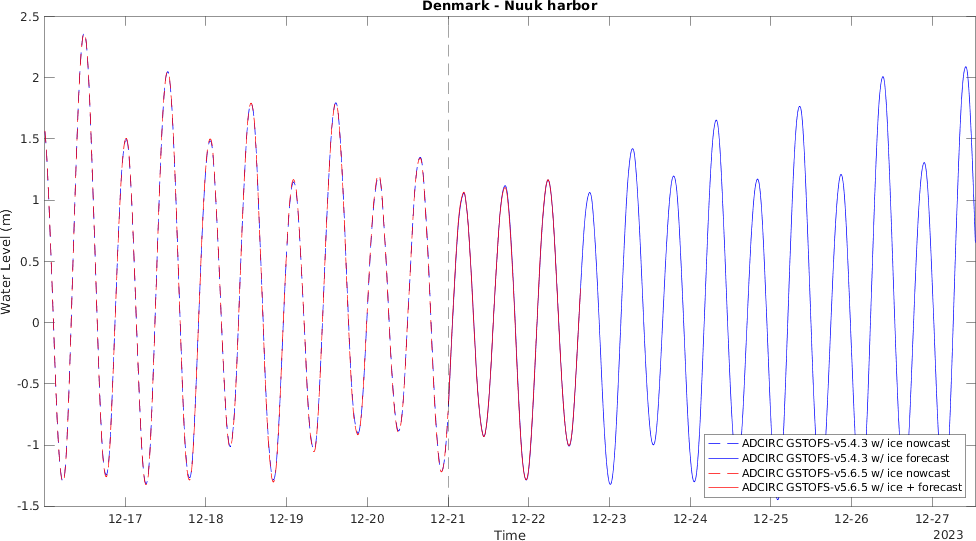 Denmark - Nuuk harbor
2.5
2
1.5
1
0.5
0
-0.5
-1
-1.5
Water Level (m)
ADCIRC GSTOFS-v5.4.3 w/ ice nowcast
ADCIRC GSTOFS-v5.4.3 w/ ice forecast
ADCIRC GSTOFS-v5.6.5 w/ ice nowcast
ADCIRC GSTOFS-v5.6.5 w/ ice + forecast
12-17 12-18 12-19 12-20 12-21 12-22 12-23 12-24 12-25 12-26 12-27
Time
2023